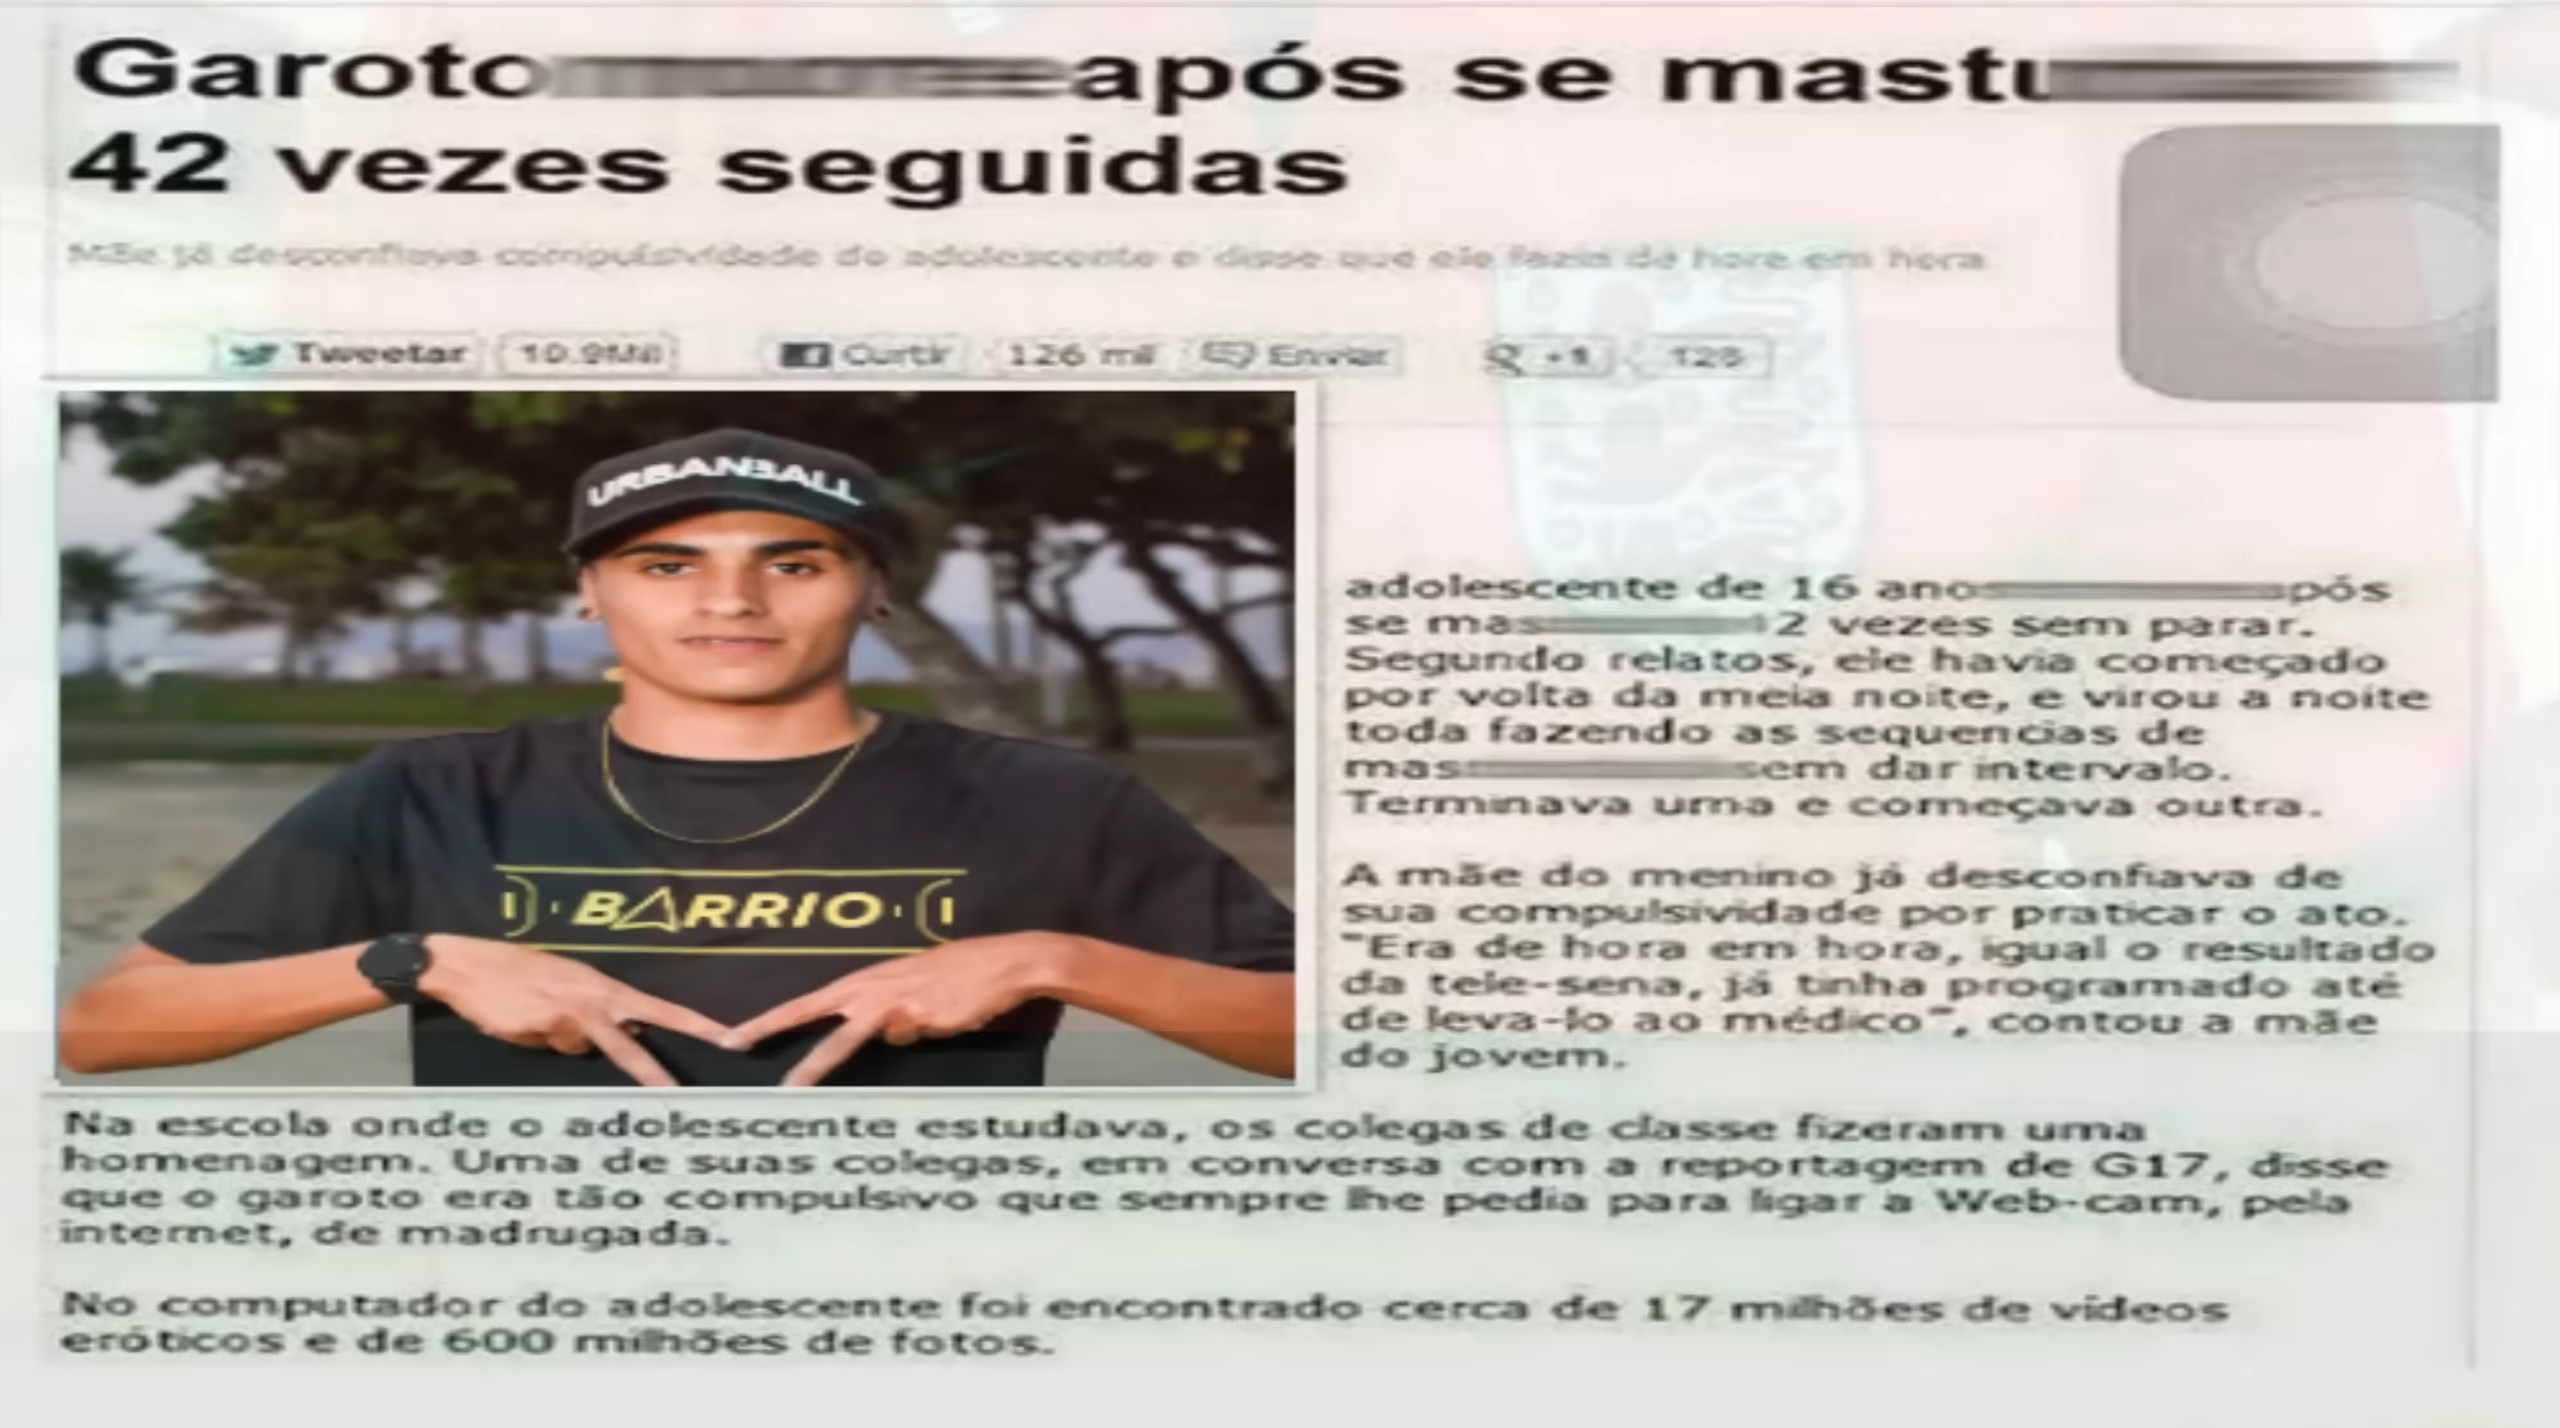 Garoto após se mastu
42 vezes seguidas
Mãe já desconfiava compulsividade do adolescente e disse que ele fazia de hora em hora
Tweetar 10.9Mil Curtir 126 mil Enviar +1 128
URBANBALL
BARRIO
adolescente de 16 anos pós
se mas 2 vezes sem parar.
Segundo relatos, ele havia começado
por volta da meia noite, e virou a noite
toda fazendo as sequencias de
mas sem dar intervalo.
Terminava uma e começava outra.
A mãe do menino já desconfiava de
sua compulsividade por praticar o ato.
"Era de hora em hora, igual o resultado
da tele-sena, já tinha programado até
de leva-lo ao médico", contou a mãe
do jovem.
Na escola onde o adolescente estudava, os colegas de classe fizeram uma
homenagem. Uma de suas colegas, em conversa com a reportagem de G17, disse
que o garoto era tão compulsivo que sempre lhe pedia para ligar a Web-cam, pela
internet, de madrugada.
No computador do adolescente foi encontrado cerca de 17 milhões de vídeos
eróticos e de 600 milhões de fotos.